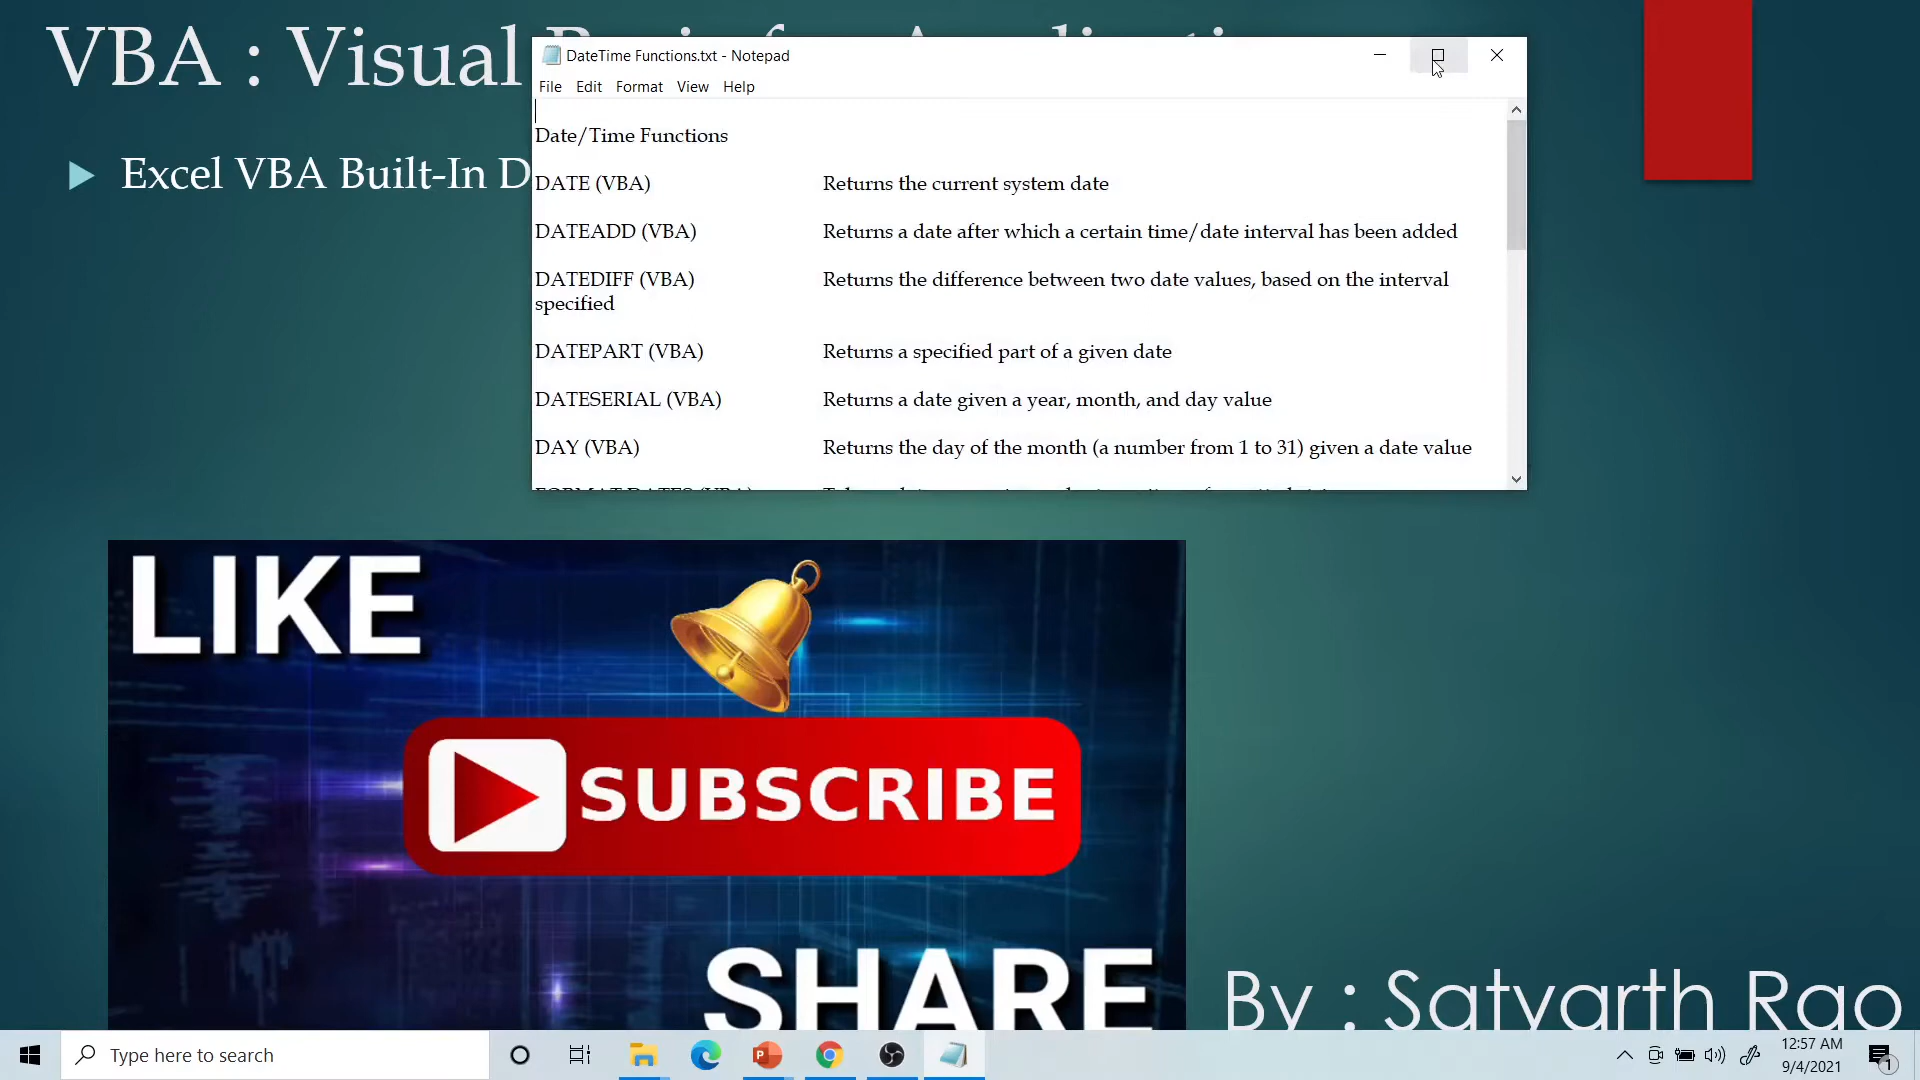 VBA : Visual
DateTime Functions.txt - Notepad
File Edit Format View Help
Excel VBA Built-In D
Date/Time Functions
DATE (VBA) Returns the current system date
DATEADD (VBA) Returns a date after which a certain time/date interval has been added
DATEDIFF (VBA) Returns the difference between two date values, based on the interval
specified
DATEPART (VBA) Returns a specified part of a given date
DATESERIAL (VBA) Returns a date given a year, month, and day value
DAY (VBA) Returns the day of the month (a number from 1 to 31) given a date value
LIKE
SUBSCRIBE
SHARE
By : Satyarth Rao
Type here to search
12:57 AM
9/4/2021
1